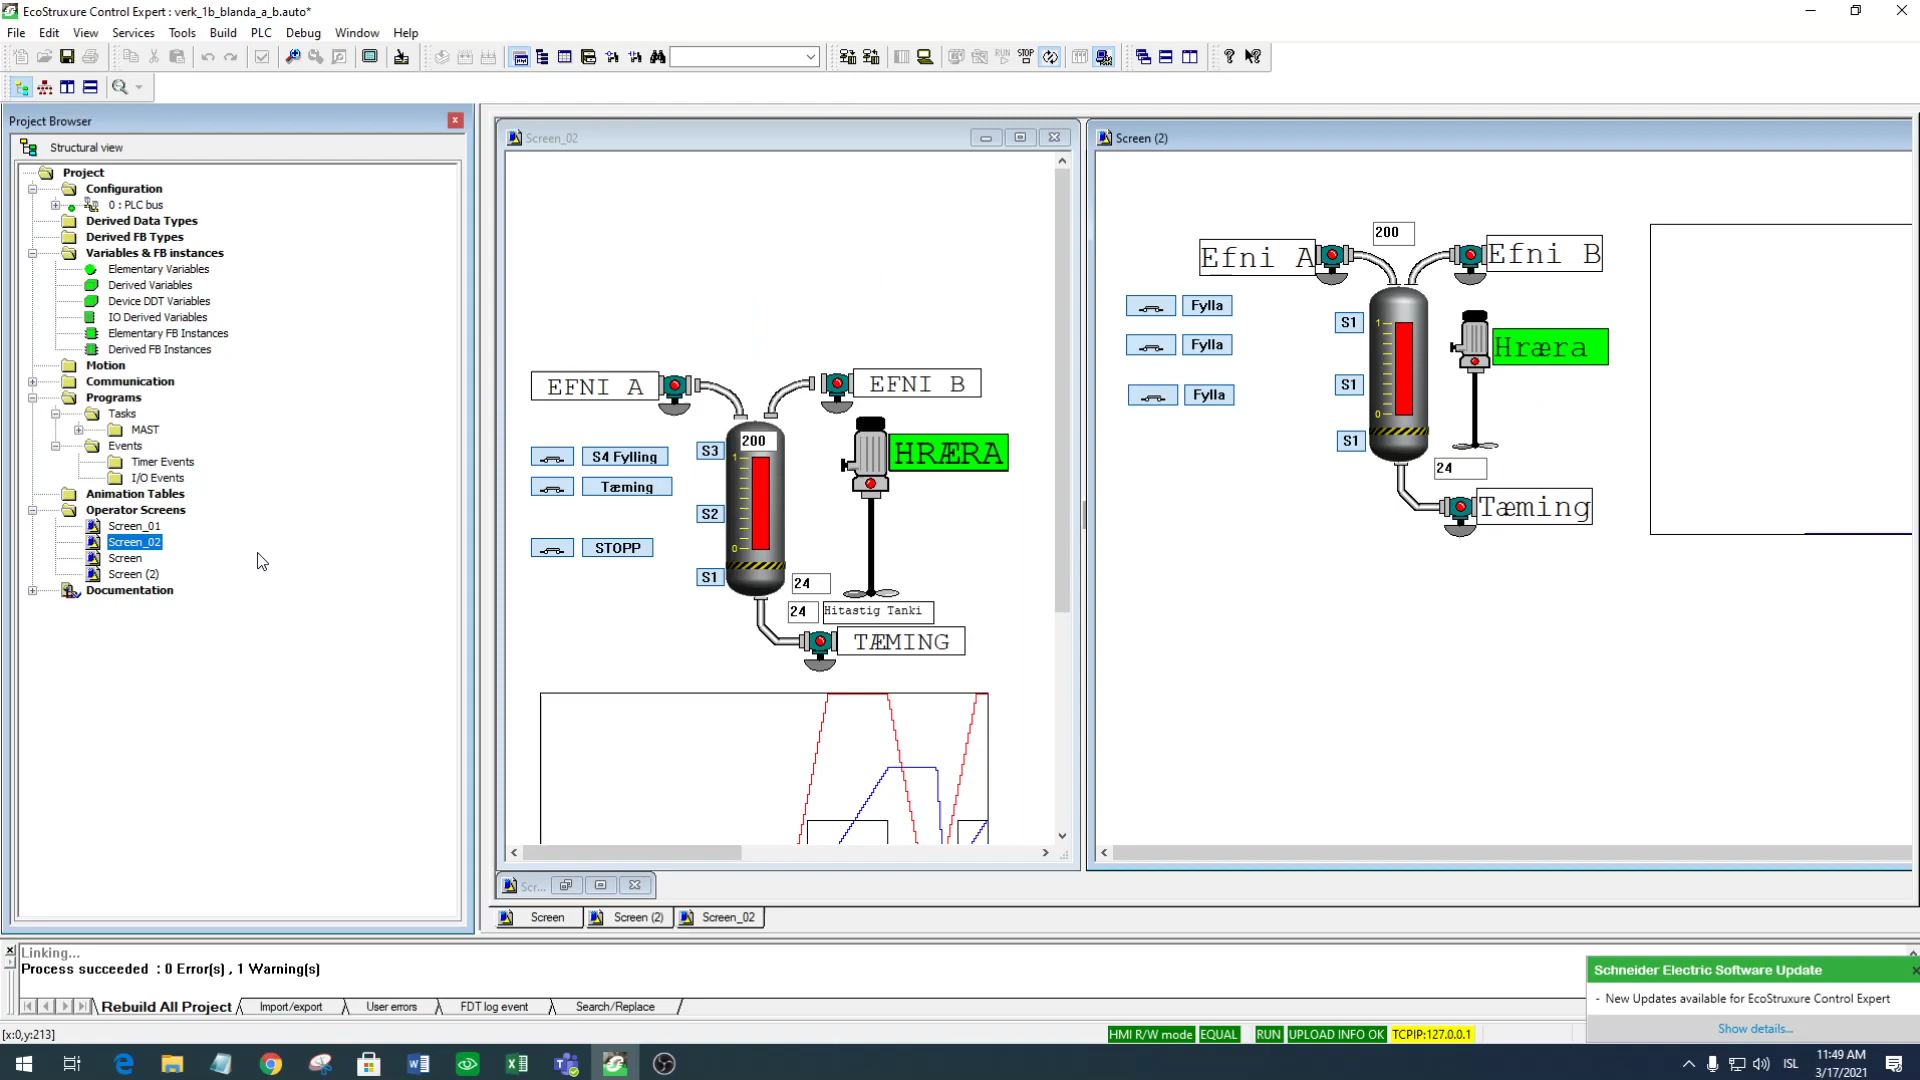 EcoStruxure Control Expert : verk_1b_blanda_a_b.auto*
File Edit View Services Tools Build PLC Debug Window Help
RUN STOP
Project Browser
Structural view
Project
Configuration
0 : PLC bus
Derived Data Types
Derived FB Types
Variables & FB instances
Elementary Variables
Derived Variables
Device DDT Variables
IO Derived Variables
Elementary FB Instances
Derived FB Instances
Motion
Communication
Programs
Tasks
MAST
Events
Timer Events
I/O Events
Animation Tables
Operator Screens
Screen_01
Screen_02
Screen
Screen (2)
Documentation
Screen_02
EFNI A
EFNI B
200
S4 Fylling
S3
1
HRÆRA
Tæming
S2
STOPP
0
S1
24
24 Hitastig Tanki
TÆMING
Screen (2)
200
Efni A
Efni B
Fylla
S1
1
Fylla
Hræra
Fylla
S1
0
S1
24
Tæming
Scr...
Screen Screen (2) Screen_02
Linking...
Process succeeded : 0 Error(s) , 1 Warning(s)
Rebuild All Project Import/export User errors FDT log event Search/Replace
Schneider Electric Software Update
- New Updates available for EcoStruxure Control Expert
Show details...
[x:0,y:213]
HMI R/W mode EQUAL RUN UPLOAD INFO OK TCPIP:127.0.0.1
ISL
11:49 AM
3/17/2021